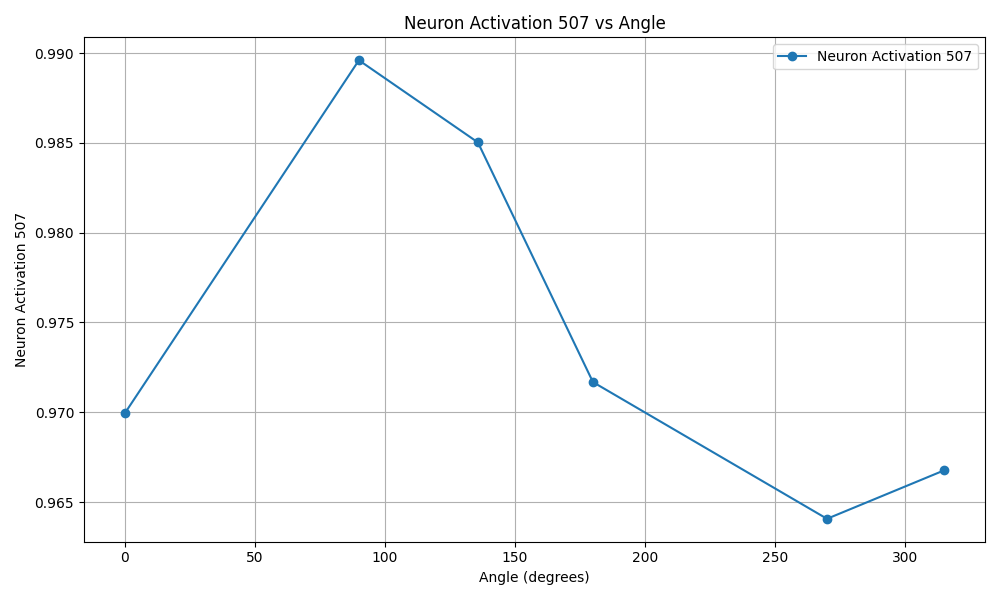 Neuron Activation 507 vs Angle
Neuron Activation 507
0.990
0.985
0.980
0.975
0.970
0.965
Neuron Activation 507
0 50 100 150 200 250 300
Angle (degrees)